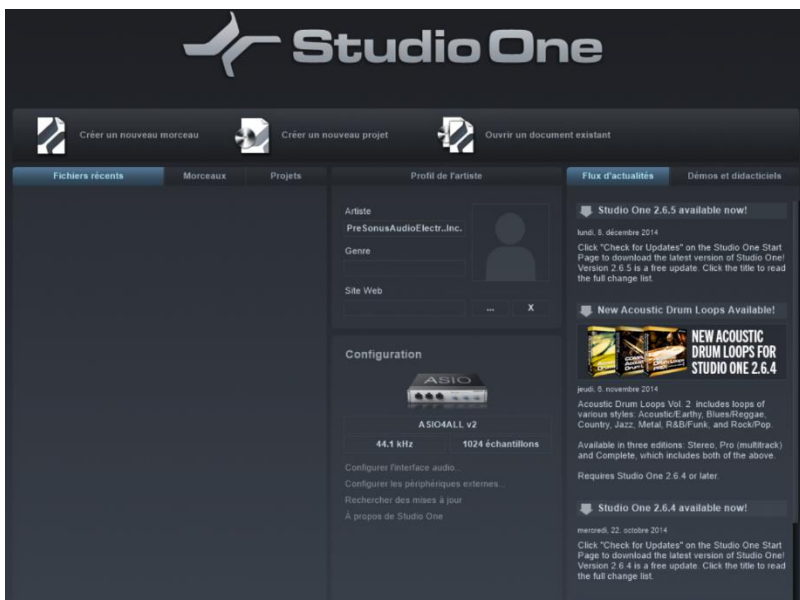 Studio One
Créer un nouveau morceau
Créer un nouveau projet
Ouvrir un document existant
Fichiers récents
Morceaux
Projets
Profil de l'artiste
Artiste
PreSonusAudioElectr..Inc.
Genre
Site Web
...
X
Configuration
ASIO
ASIO4ALL v2
44.1 kHz
1024 échantillons
Configurer l'interface audio...
Configurer les périphériques externes...
Rechercher des mises à jour
À propos de Studio One
Flux d'actualités
Démos et didacticiels
Studio One 2.6.5 available now!
lundi, 8. décembre 2014
Click "Check for Updates" on the Studio One Start
Page to download the latest version of Studio One!
Version 2.6.5 is a free update. Click the title to read
the full change list.
New Acoustic Drum Loops Available!
NEW ACOUSTIC
DRUM LOOPS FOR
STUDIO ONE 2.6.4
jeudi, 6. novembre 2014
Acoustic Drum Loops Vol. 2 includes loops of
various styles: Acoustic/Earthy, Blues/Reggae,
Country, Jazz, Metal, R&B/Funk, and Rock/Pop.
Available in three editions: Stereo, Pro (multitrack)
and Complete, which includes both of the above.
Requires Studio One 2.6.4 or later.
Studio One 2.6.4 available now!
mercredi, 22. octobre 2014
Click "Check for Updates" on the Studio One Start
Page to download the latest version of Studio One!
Version 2.6.4 is a free update. Click the title to read
the full change list.